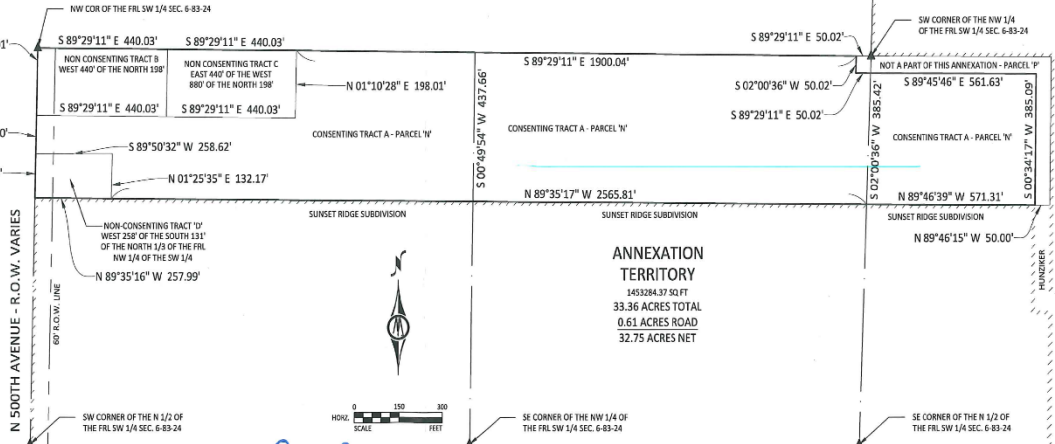 NW COR OF THE FRL SW 1/4 SEC. 6-83-24
SW CORNER OF THE NW 1/4
OF THE FRL SW 1/4 SEC. 6-83-24
S 89°29'11" E 440.03'
S 89°29'11" E 440.03'
S 89°29'11" E 50.02'
NON CONSENTING TRACT B
WEST 440' OF THE NORTH 198'
NON CONSENTING TRACT C
EAST 440' OF THE WEST
880' OF THE NORTH 198'
S 89°29'11" E 1900.04'
NOT A PART OF THIS ANNEXATION - PARCEL 'P'
N 01°10'28" E 198.01'
S 02°00'36" W 50.02'
S 89°45'46" E 561.63'
S 89°29'11" E 440.03'
S 89°29'11" E 440.03'
S 89°29'11" E 50.02'
S 00°49'54" W 437.66'
S 02°00'36" W 385.42'
S 00°34'17" W 385.09'
CONSENTING TRACT A - PARCEL 'N'
CONSENTING TRACT A - PARCEL 'N'
CONSENTING TRACT A - PARCEL 'N'
S 89°50'32" W 258.62'
N 01°25'35" E 132.17'
N 89°35'17" W 2565.81'
N 89°46'39" W 571.31'
SUNSET RIDGE SUBDIVISION
SUNSET RIDGE SUBDIVISION
SUNSET RIDGE SUBDIVISION
NON-CONSENTING TRACT 'D'
WEST 258' OF THE SOUTH 131'
OF THE NORTH 1/3 OF THE FRL
NW 1/4 OF THE SW 1/4
N 89°46'15" W 50.00'
N 89°35'16" W 257.99'
HUNZIKER
N 500TH AVENUE - R.O.W. VARIES
60' R.O.W. LINE
N
ANNEXATION
TERRITORY
1453284.37 SQ FT
33.36 ACRES TOTAL
0.61 ACRES ROAD
32.75 ACRES NET
HORZ.
0 150 300
SCALE FEET
SW CORNER OF THE N 1/2 OF
THE FRL SW 1/4 SEC. 6-83-24
SE CORNER OF THE NW 1/4 OF
THE FRL SW 1/4 SEC. 6-83-24
SE CORNER OF THE N 1/2 OF
THE FRL SW 1/4 SEC. 6-83-24